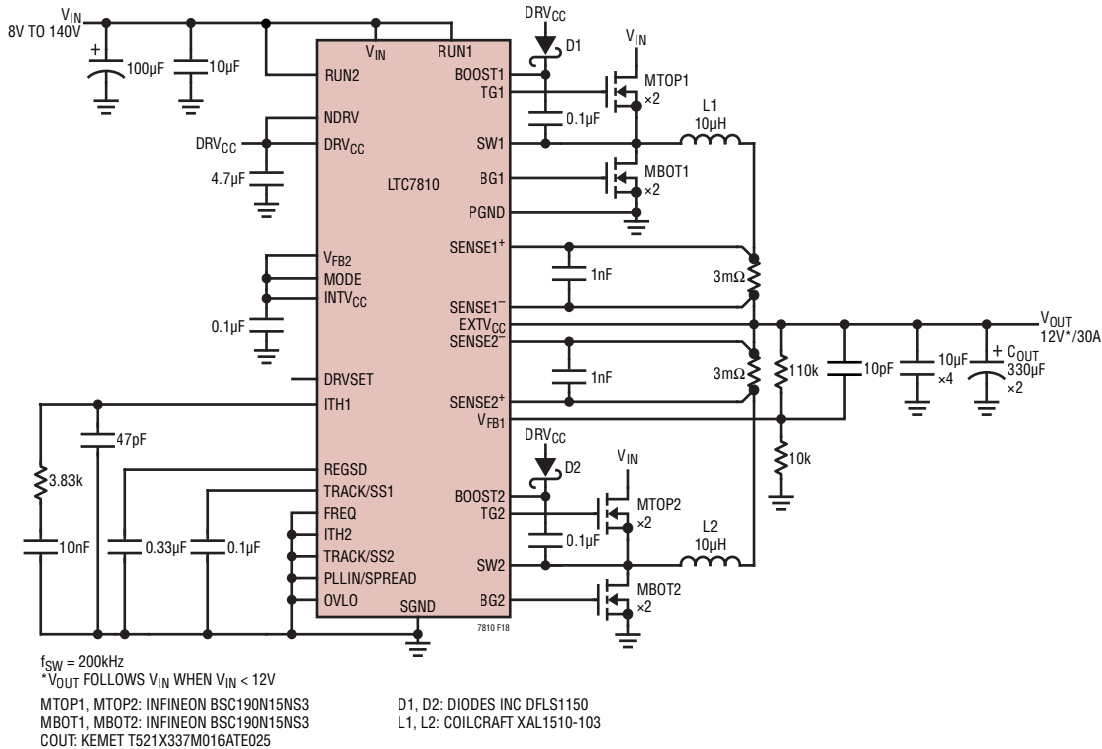 DRVCC
VIN
8V TO 140V
VIN
RUN1
D1
VIN
100µF
10µF
RUN2
BOOST1
TG1
MTOP1
×2
0.1µF
L1
10µH
NDRV
DRVCC
DRVCC
SW1
4.7µF
LTC7810
BG1
MBOT1
×2
PGND
SENSE1+
VFB2
MODE
INTVCC
1nF
3mΩ
0.1µF
SENSE1−
EXTVCC
VOUT
12V*/30A
SENSE2−
1nF
3mΩ
110k
10pF
10µF
×4
+ COUT
330µF
×2
DRVSET
ITH1
SENSE2+
VFB1
47pF
DRVCC
10k
3.83k
D2
VIN
REGSD
TRACK/SS1
BOOST2
TG2
MTOP2
×2
FREQ
ITH2
TRACK/SS2
PLLIN/SPREAD
OVLO
10nF
0.33µF
0.1µF
0.1µF
L2
10µH
SW2
MBOT2
×2
BG2
SGND
7810 F18
fSW = 200kHz
*VOUT FOLLOWS VIN WHEN VIN < 12V
MTOP1, MTOP2: INFINEON BSC190N15NS3
MBOT1, MBOT2: INFINEON BSC190N15NS3
COUT: KEMET T521X337M016ATE025
D1, D2: DIODES INC DFLS1150
L1, L2: COILCRAFT XAL1510-103